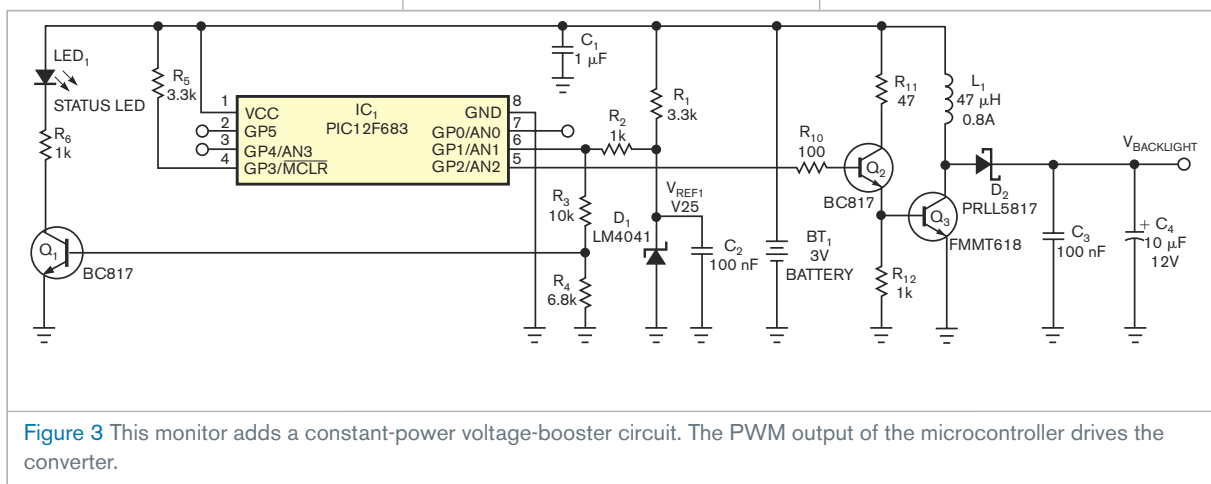 LED1
STATUS LED
R6
1k
R5
3.3k
1
2
3
4
VCC
GP5
GP4/AN3
GP3/MCLR
IC1
PIC12F683
GND
GP0/AN0
GP1/AN1
GP2/AN2
8
7
6
5
C1
1 µF
R1
3.3k
R2
1k
R3
10k
R4
6.8k
Q1
BC817
VREF1
V25
D1
LM4041
C2
100 nF
BT1
3V
BATTERY
R10
100
R11
47
Q2
BC817
R12
1k
L1
47 µH
0.8A
Q3
FMMT618
D2
PRLL5817
VBACKLIGHT
C3
100 nF
+ C4
10 µF
12V
Figure 3 This monitor adds a constant-power voltage-booster circuit. The PWM output of the microcontroller drives the
converter.